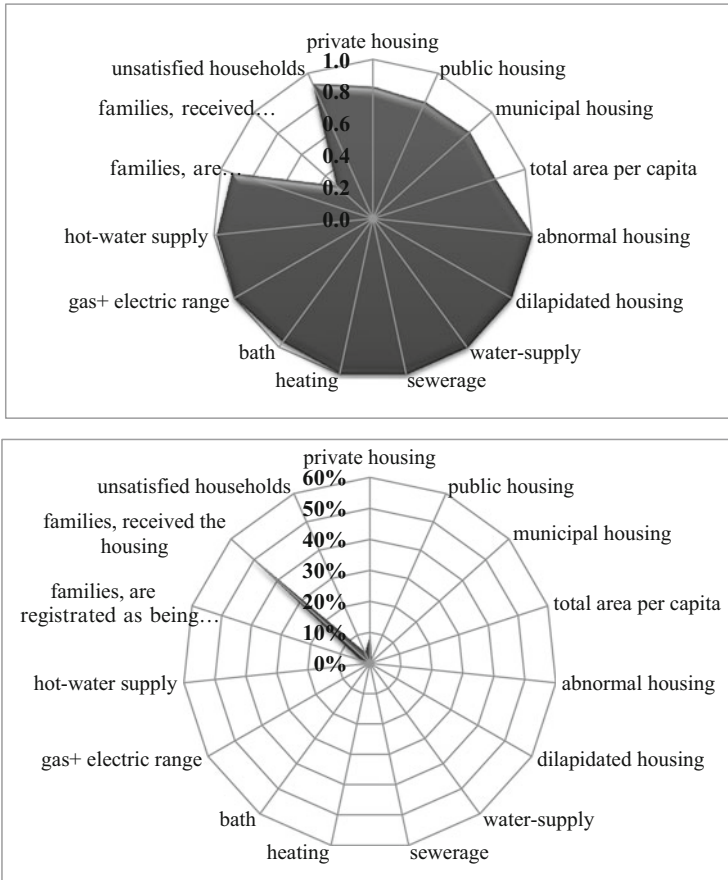 private housing
1.0
unsatisfied households
public housing
0.8
families, received…
municipal housing
0.6
0.4
families, are…
total area per capita
0.2
0.0
hot-water supply
abnormal housing
gas+ electric range
dilapidated housing
bath
water-supply
heating
sewerage
private housing
60%
unsatisfied households
public housing
50%
families, received the
housing
municipal housing
40%
30%
families, are
registrated as being…
total area per capita
20%
10%
0%
hot-water supply
abnormal housing
gas+ electric range
dilapidated housing
bath
water-supply
heating
sewerage